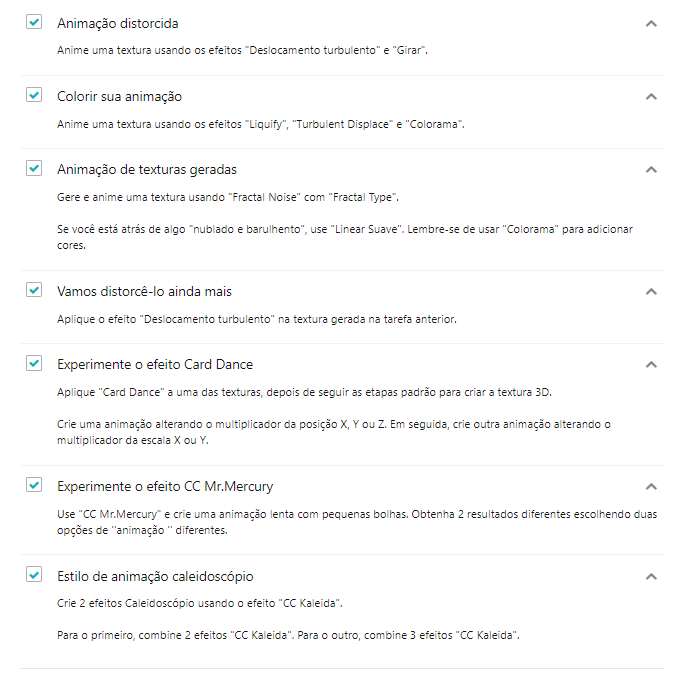 Animação distorcida
Anime uma textura usando os efeitos "Deslocamento turbulento" e "Girar".
Colorir sua animação
Anime uma textura usando os efeitos "Liquify", "Turbulent Displace" e "Colorama".
Animação de texturas geradas
Gere e anime uma textura usando "Fractal Noise" com "Fractal Type".
Se você está atrás de algo "nublado e barulhento", use "Linear Suave". Lembre-se de usar "Colorama" para adicionar
cores.
Vamos distorcê-lo ainda mais
Aplique o efeito "Deslocamento turbulento" na textura gerada na tarefa anterior.
Experimente o efeito Card Dance
Aplique "Card Dance" a uma das texturas, depois de seguir as etapas padrão para criar a textura 3D.
Crie uma animação alterando o multiplicador da posição X, Y ou Z. Em seguida, crie outra animação alterando o
multiplicador da escala X ou Y.
Experimente o efeito CC Mr.Mercury
Use "CC Mr.Mercury" e crie uma animação lenta com pequenas bolhas. Obtenha 2 resultados diferentes escolhendo duas
opções de "animação " diferentes.
Estilo de animação caleidoscópio
Crie 2 efeitos Caleidoscópio usando o efeito "CC Kaleida".
Para o primeiro, combine 2 efeitos "CC Kaleida". Para o outro, combine 3 efeitos "CC Kaleida".